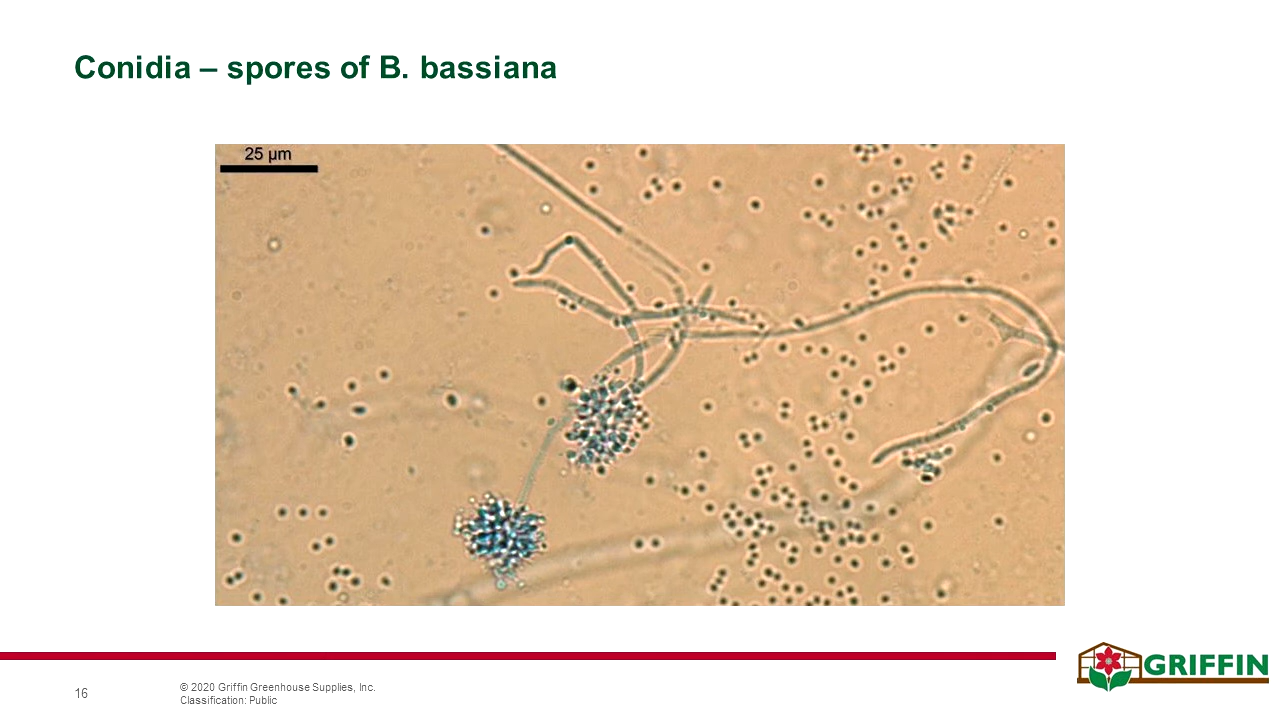 Conidia – spores of B. bassiana
25 µm
GRIFFIN
16
© 2020 Griffin Greenhouse Supplies, Inc.
Classification: Public